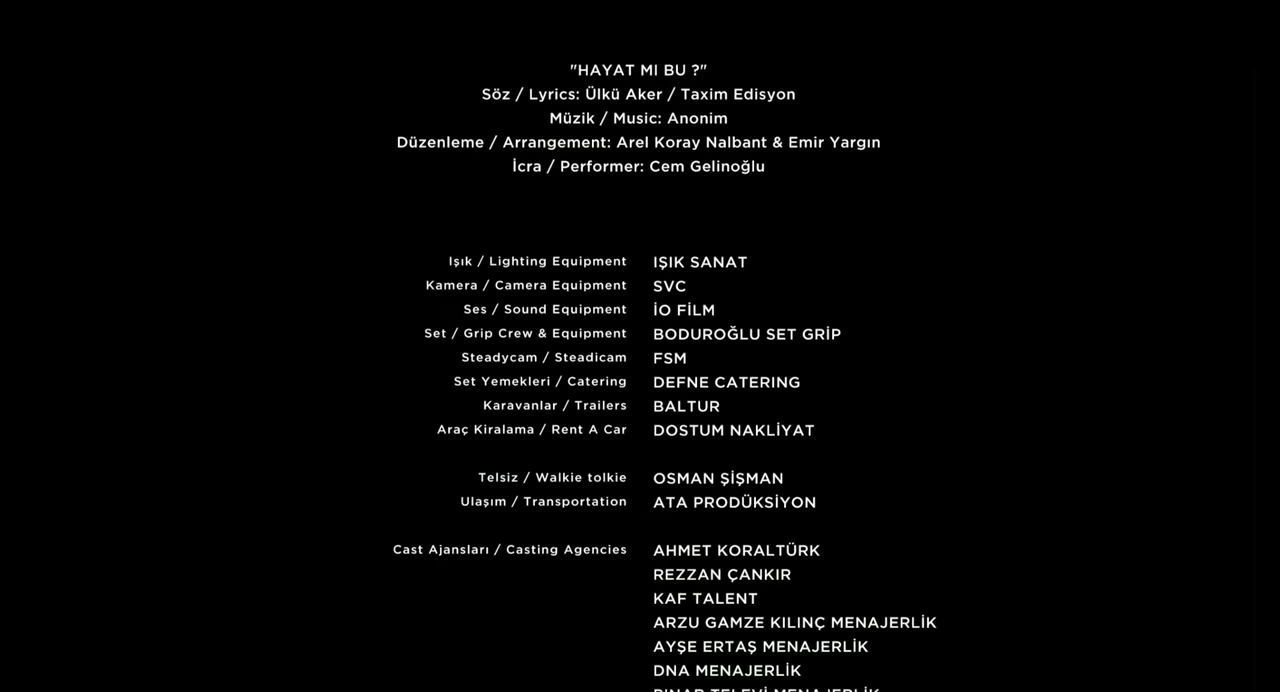 "HAYAT MI BU ?"
Söz / Lyrics: Ülkü Aker / Taxim Edisyon
Müzik / Music: Anonim
Düzenleme / Arrangement: Arel Koray Nalbant & Emir Yargın
İcra / Performer: Cem Gelinoğlu
Işık / Lighting Equipment IŞIK SANAT
Kamera / Camera Equipment SVC
Ses / Sound Equipment İO FİLM
Set / Grip Crew & Equipment BODUROĞLU SET GRİP
Steadycam / Steadicam FSM
Set Yemekleri / Catering DEFNE CATERING
Karavanlar / Trailers BALTUR
Araç Kiralama / Rent A Car DOSTUM NAKLİYAT
Telsiz / Walkie tolkie OSMAN ŞİŞMAN
Ulaşım / Transportation ATA PRODÜKSİYON
Cast Ajansları / Casting Agencies AHMET KORALTÜRK
REZZAN ÇANKIR
KAF TALENT
ARZU GAMZE KILINÇ MENAJERLİK
AYŞE ERTAŞ MENAJERLİK
DNA MENAJERLİK